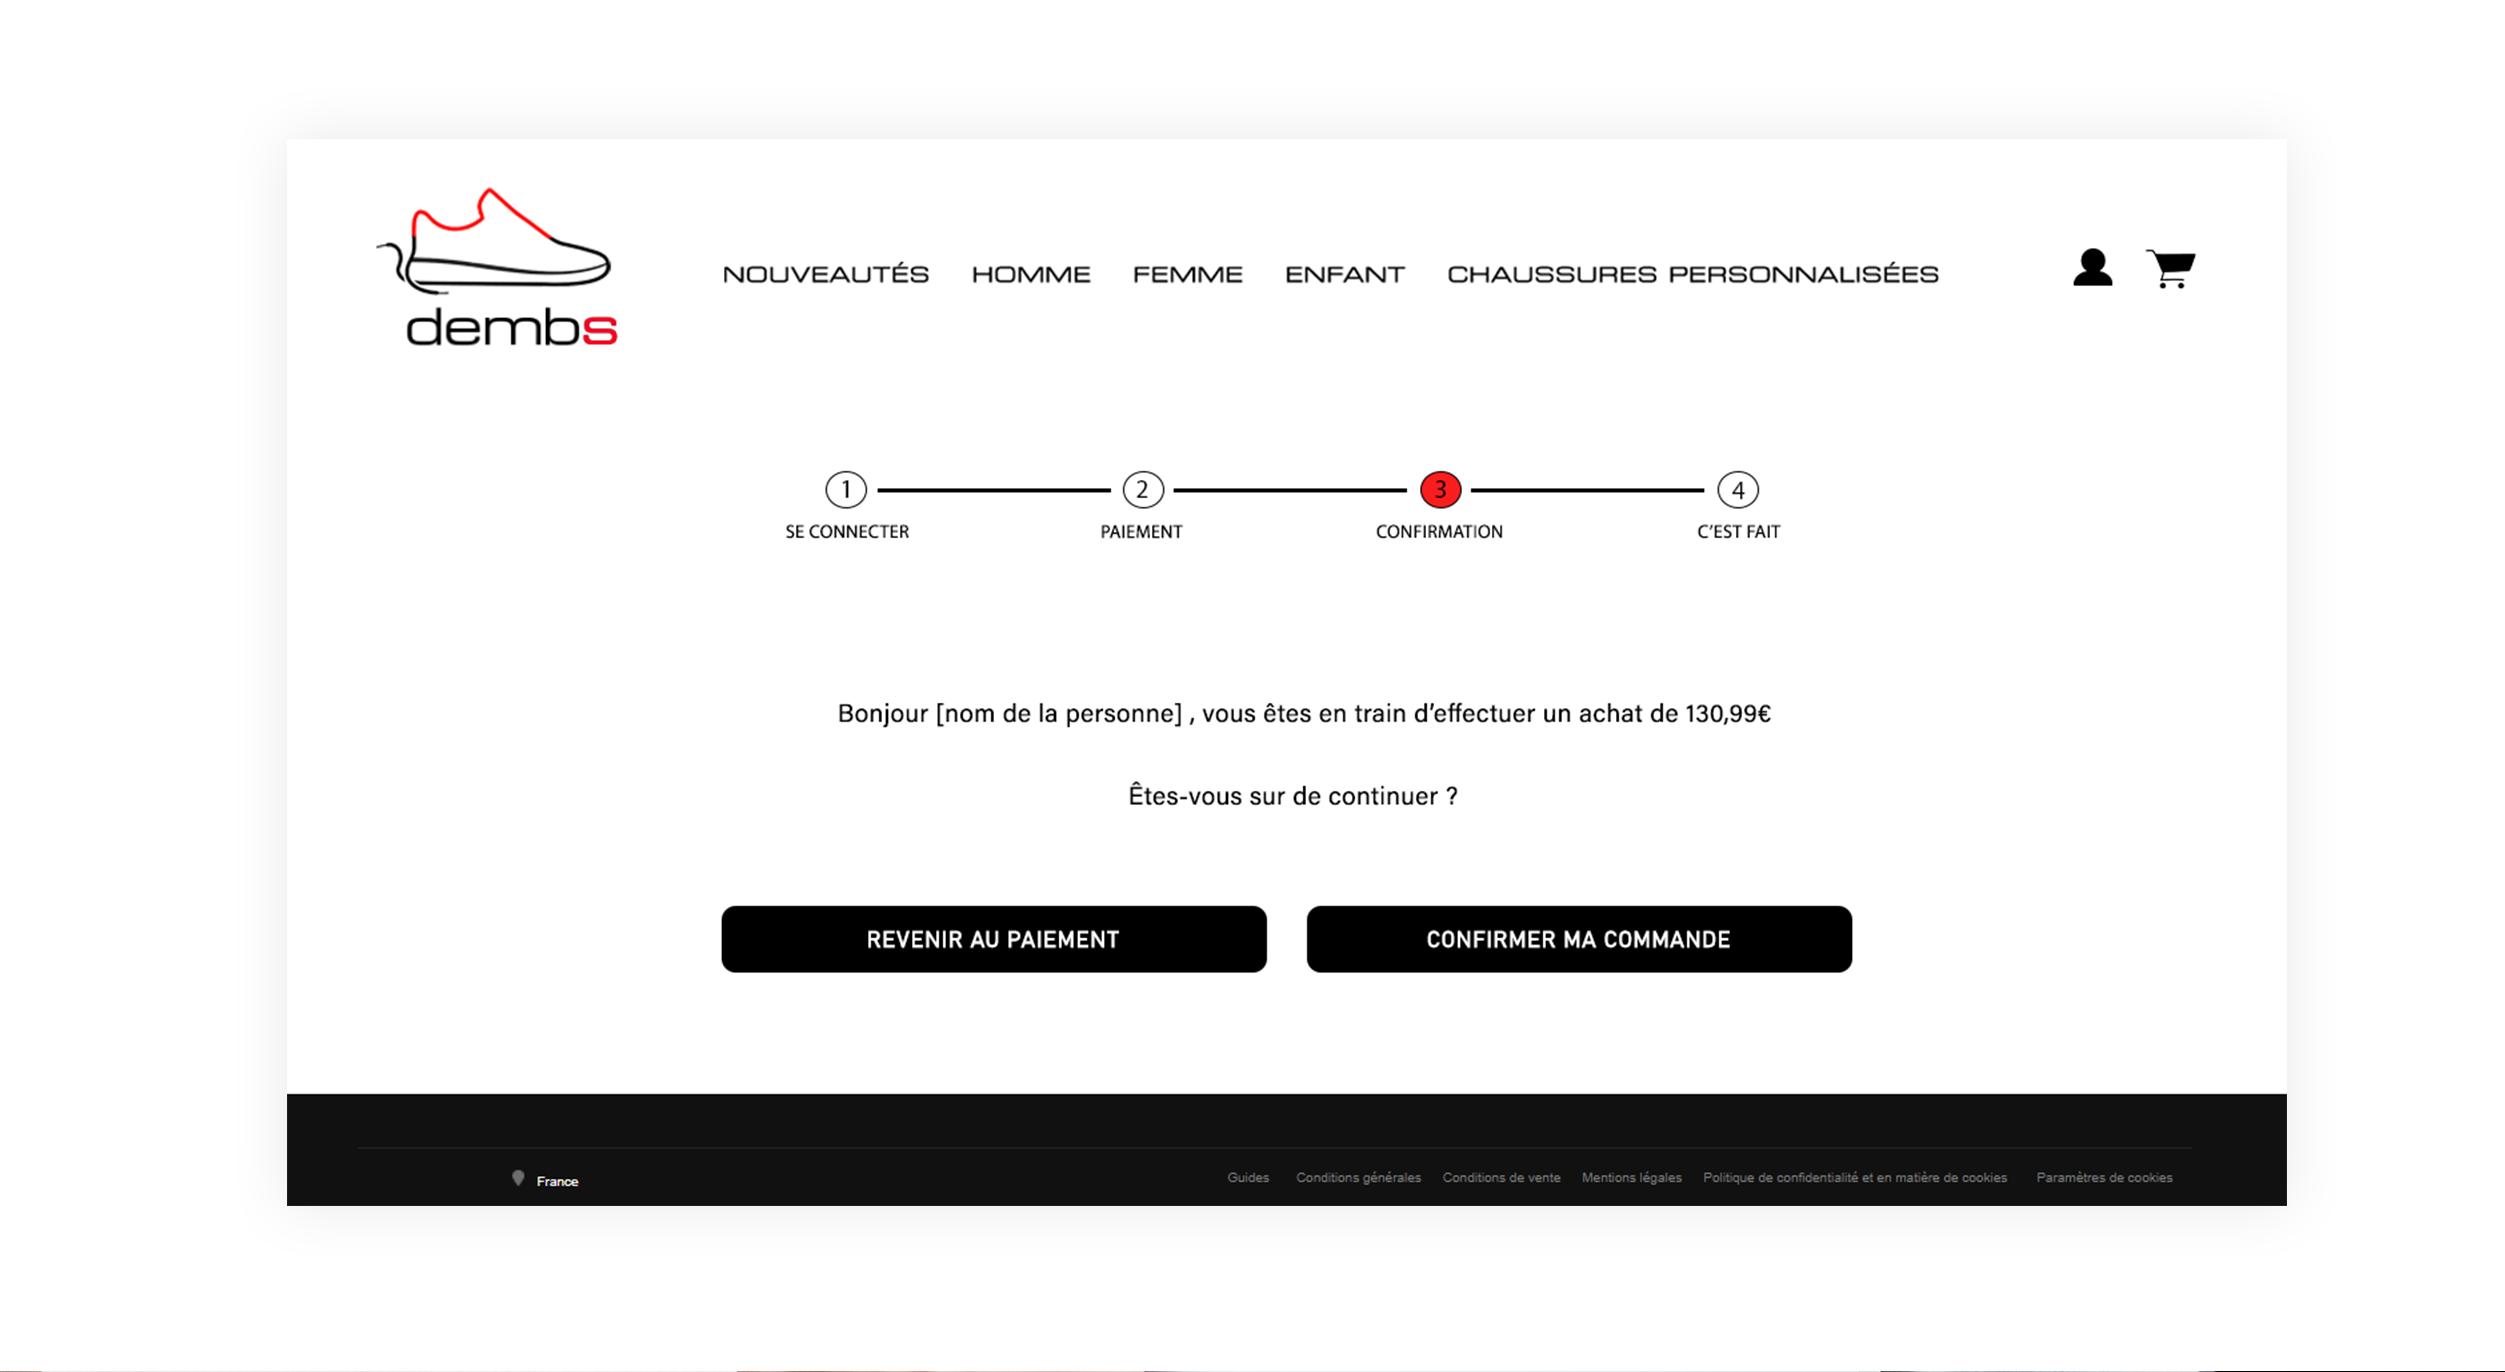 dembs
NOUVEAUTÉS HOMME FEMME ENFANT CHAUSSURES PERSONNALISÉES
1 2 3 4
SE CONNECTER PAIEMENT CONFIRMATION C’EST FAIT
Bonjour [nom de la personne] , vous êtes en train d’effectuer un achat de 130,99€
Êtes-vous sur de continuer ?
REVENIR AU PAIEMENT CONFIRMER MA COMMANDE
France Guides Conditions générales Conditions de vente Mentions légales Politique de confidentialité et en matière de cookies Paramètres de cookies